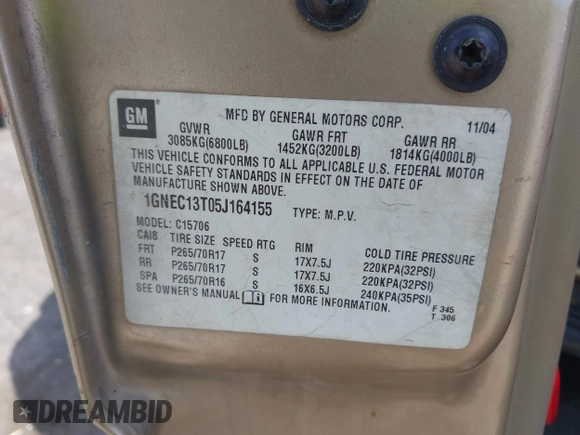 GM
MFD BY GENERAL MOTORS CORP. 11/04
GVWR GAWR FRT GAWR RR
3085KG(6800LB) 1452KG(3200LB) 1814KG(4000LB)
THIS VEHICLE CONFORMS TO ALL APPLICABLE U.S. FEDERAL MOTOR
VEHICLE SAFETY STANDARDS IN EFFECT ON THE DATE OF
MANUFACTURE SHOWN ABOVE.
1GNEC13T05J164155 TYPE: M.P.V.
MODEL: C15706
CAI8 TIRE SIZE SPEED RTG RIM COLD TIRE PRESSURE
FRT P265/70R17 S 17X7.5J 220KPA(32PSI)
RR P265/70R17 S 17X7.5J 220KPA(32PSI)
SPA P265/70R16 S 16X6.5J 240KPA(35PSI)
SEE OWNER'S MANUAL FOR MORE INFORMATION.
F 345
T 306
DREAMBID